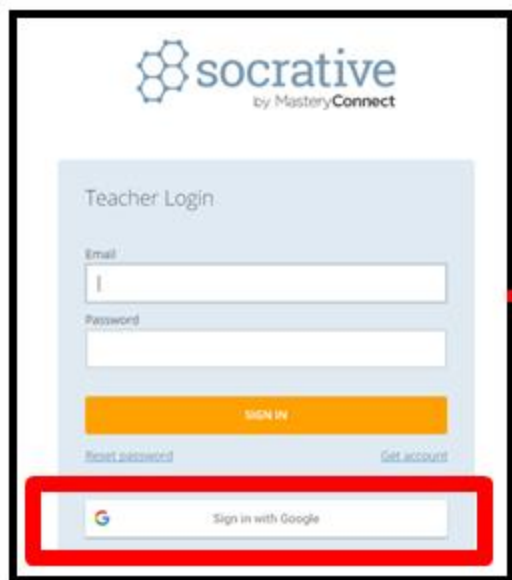 socrative
by MasteryConnect
Teacher Login
Email
Password
SIGN IN
Reset password Get account
Sign in with Google